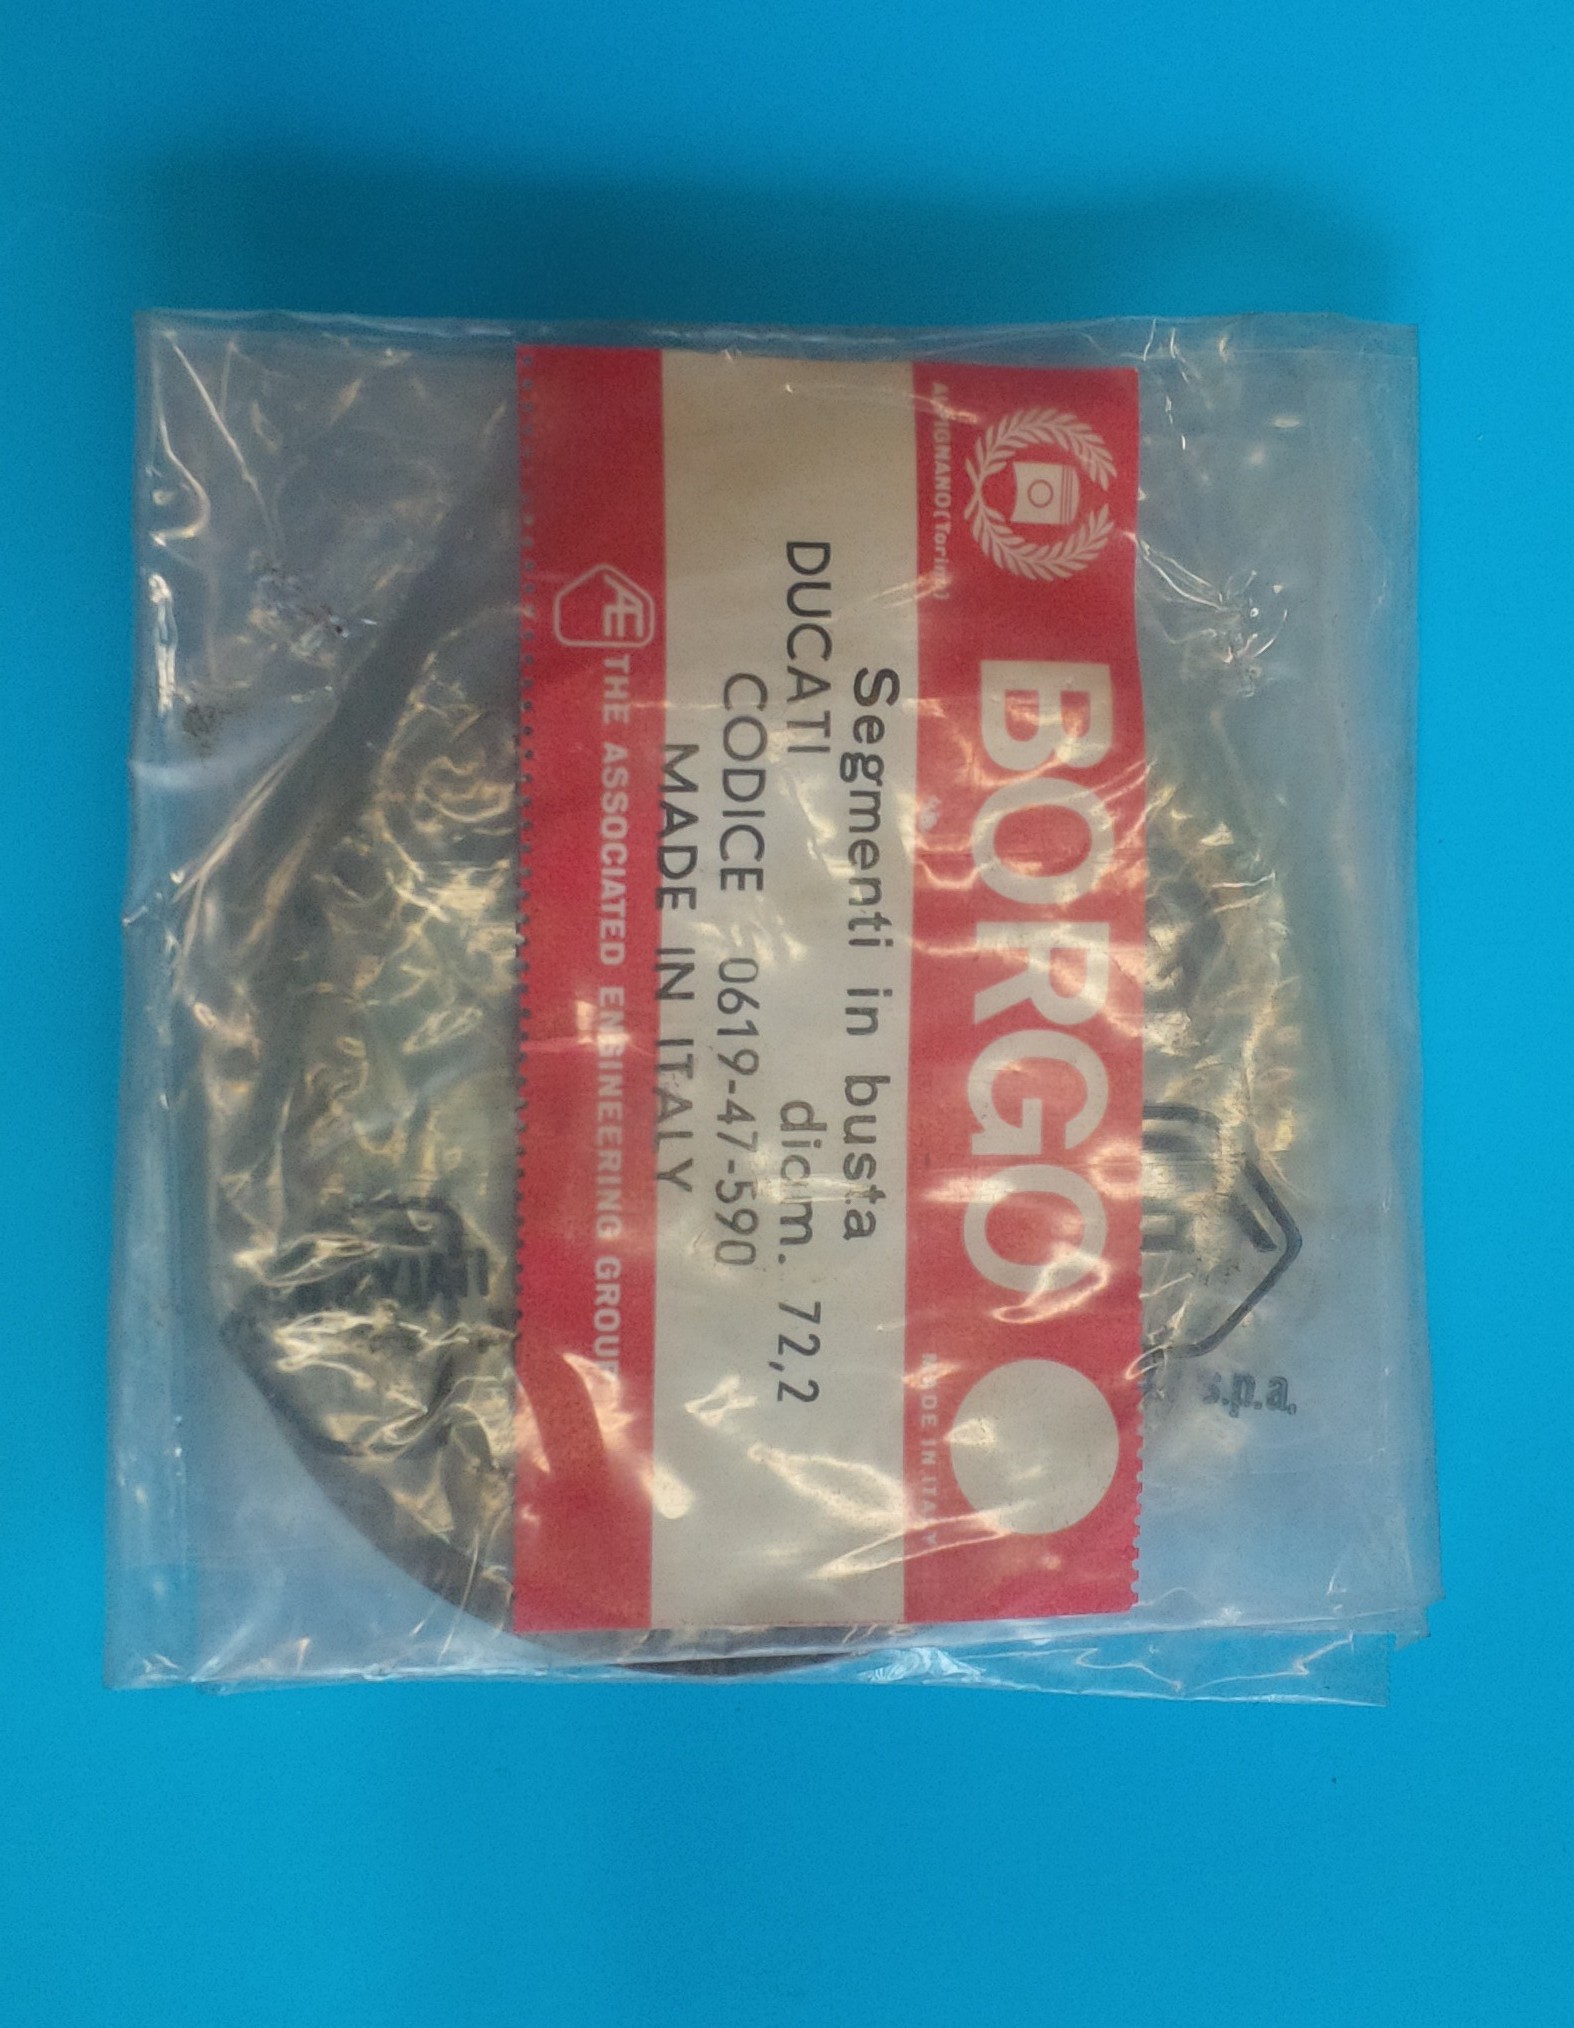 BORGO
ALPIGNANO (Torino)
MADE IN ITALY
Segmenti in busta
DUCATI diam. 72,2
CODICE 0619-47-590
MADE IN ITALY
AE THE ASSOCIATED ENGINEERING GROUP
s.p.a.